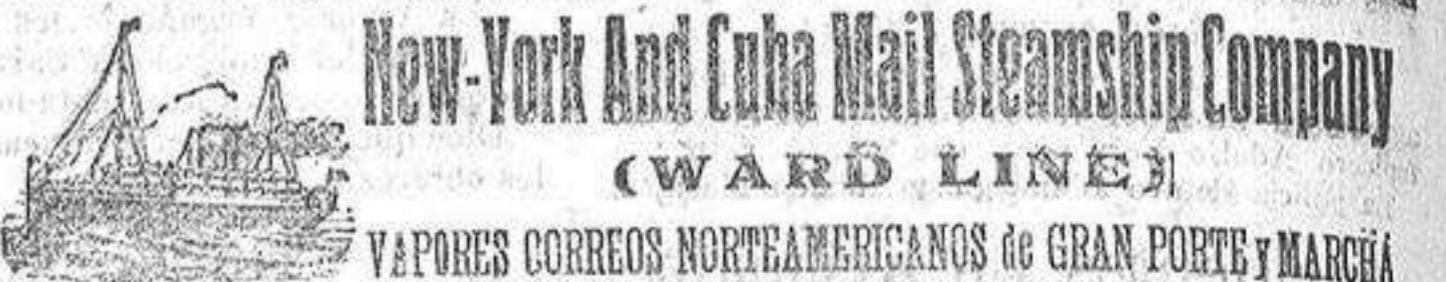 New-York And Cuba Mail Steamship Company
(WARD LINE)
VAPORES CORREOS NORTEAMERICANOS de GRAN PORTE y MARCHA